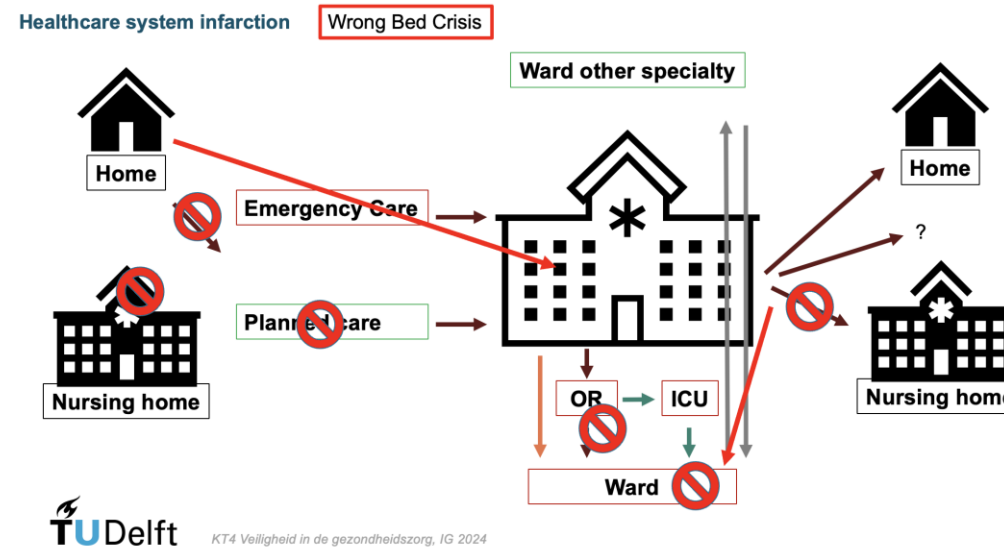 Healthcare system infarction
Wrong Bed Crisis
Ward other specialty
Home
Home
Emergency Care
?
Planned care
Nursing home
Nursing home
OR
ICU
Ward
TU Delft
KT4 Veiligheid in de gezondheidszorg, IG 2024